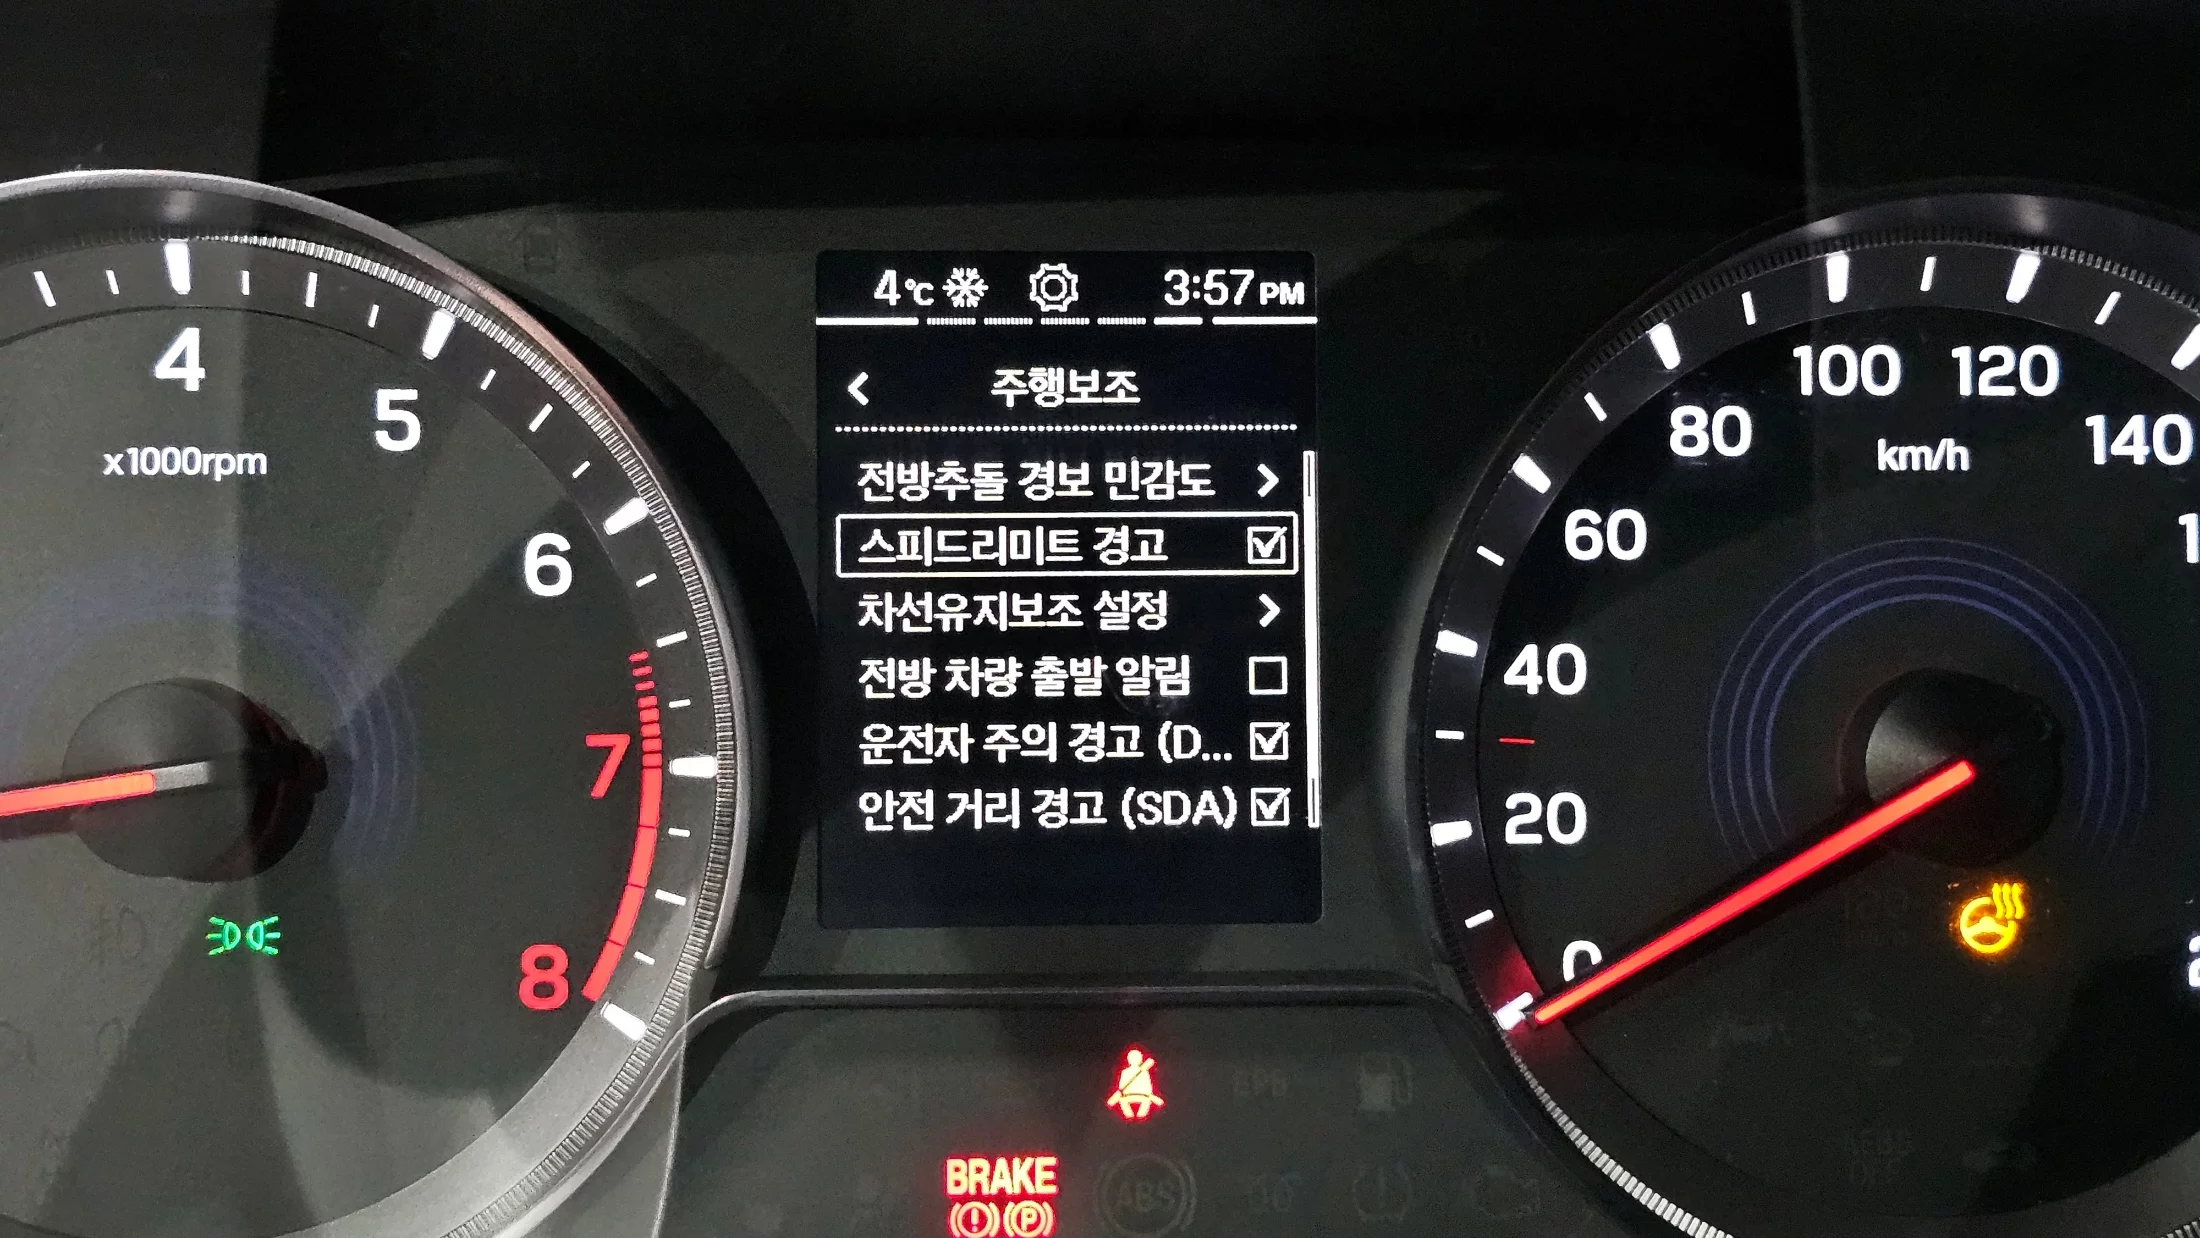 4℃ 3:57 PM
주행보조
전방추돌 경보 민감도
스피드리미트 경고
차선유지보조 설정
전방 차량 출발 알림
운전자 주의 경고 (D...
안전 거리 경고 (SDA)
4
5
6
7
8
x1000rpm
0
20
40
60
80
100
120
140
km/h
BRAKE
(!) (P)
ABS